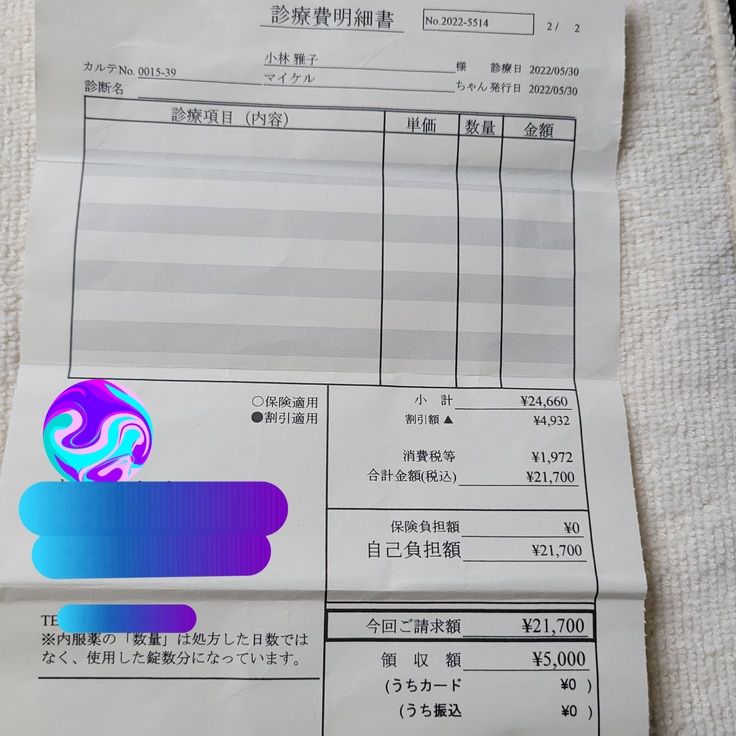 診療費明細書
No.2022-5514
2 / 2
小林 雅子 様 診療日 2022/05/30
カルテNo. 0015-39
マイケル ちゃん 発行日 2022/05/30
診断名
診療項目（内容） 単価 数量 金額
○保険適用
●割引適用
小 計 ¥24,660
割引額 ▲ ¥4,932
消費税等 ¥1,972
合計金額(税込) ¥21,700
保険負担額 ¥0
自己負担額 ¥21,700
TE
※内服薬の「数量」は処方した日数では
なく、使用した錠数分になっています。
今回ご請求額 ¥21,700
領 収 額 ¥5,000
(うちカード ¥0 )
(うち振込 ¥0 )